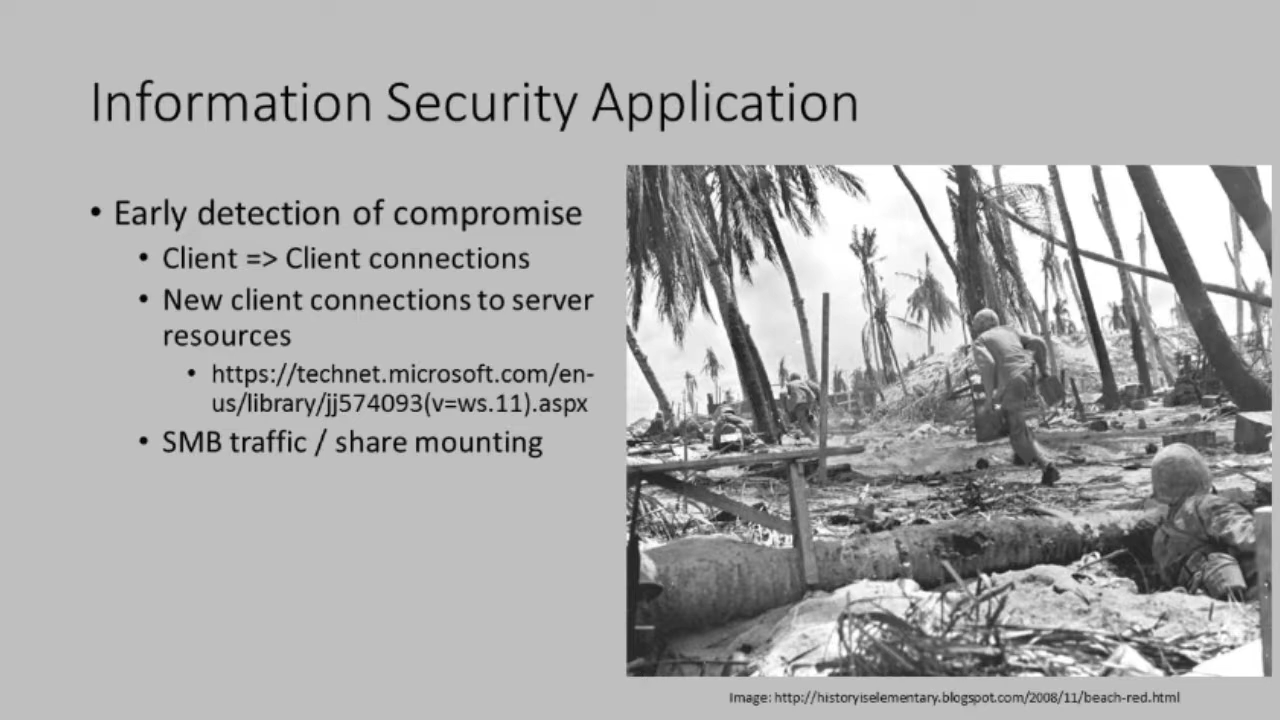 Information Security Application
• Early detection of compromise
• Client => Client connections
• New client connections to server
resources
• https://technet.microsoft.com/en-
us/library/jj574093(v=ws.11).aspx
• SMB traffic / share mounting
Image: http://historyiselementary.blogspot.com/2008/11/beach-red.html